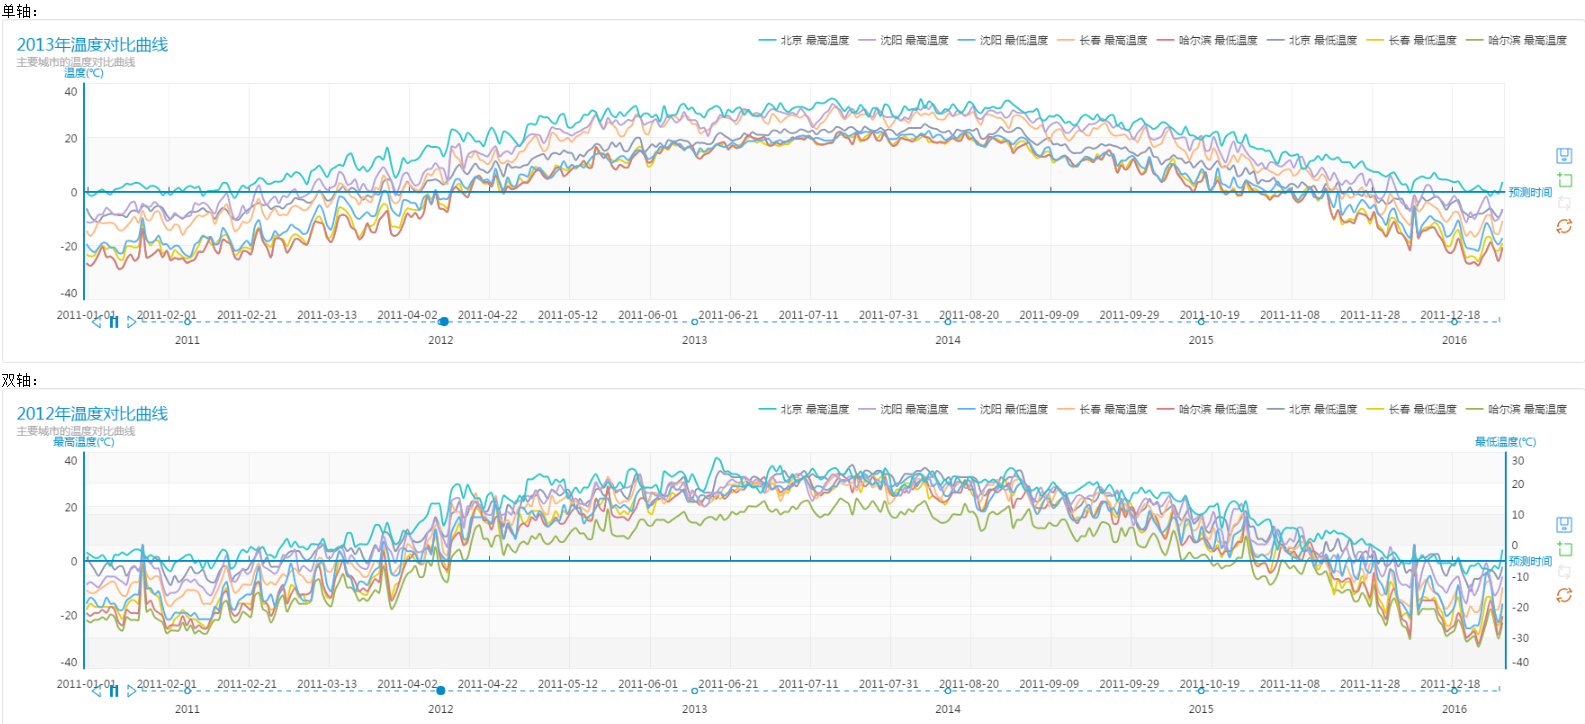 单轴：
2013年温度对比曲线
主要城市的温度对比曲线
北京 最高温度 沈阳 最高温度 沈阳 最低温度 长春 最高温度 哈尔滨 最低温度 北京 最低温度 长春 最低温度 哈尔滨 最高温度
温度(℃)
40
20
0
-20
-40
预测时间
2011-01-01 2011-02-01 2011-02-21 2011-03-13 2011-04-02 2011-04-22 2011-05-12 2011-06-01 2011-06-21 2011-07-11 2011-07-31 2011-08-20 2011-09-09 2011-09-29 2011-10-19 2011-11-08 2011-11-28 2011-12-18
2011 2012 2013 2014 2015 2016
双轴：
2012年温度对比曲线
主要城市的温度对比曲线
北京 最高温度 沈阳 最高温度 沈阳 最低温度 长春 最高温度 哈尔滨 最低温度 北京 最低温度 长春 最低温度 哈尔滨 最高温度
最高温度(℃)
最低温度(℃)
40
20
0
-20
-40
30
20
10
0
-10
-20
-30
-40
预测时间
2011-01-01 2011-02-01 2011-02-21 2011-03-13 2011-04-02 2011-04-22 2011-05-12 2011-06-01 2011-06-21 2011-07-11 2011-07-31 2011-08-20 2011-09-09 2011-09-29 2011-10-19 2011-11-08 2011-11-28 2011-12-18
2011 2012 2013 2014 2015 2016